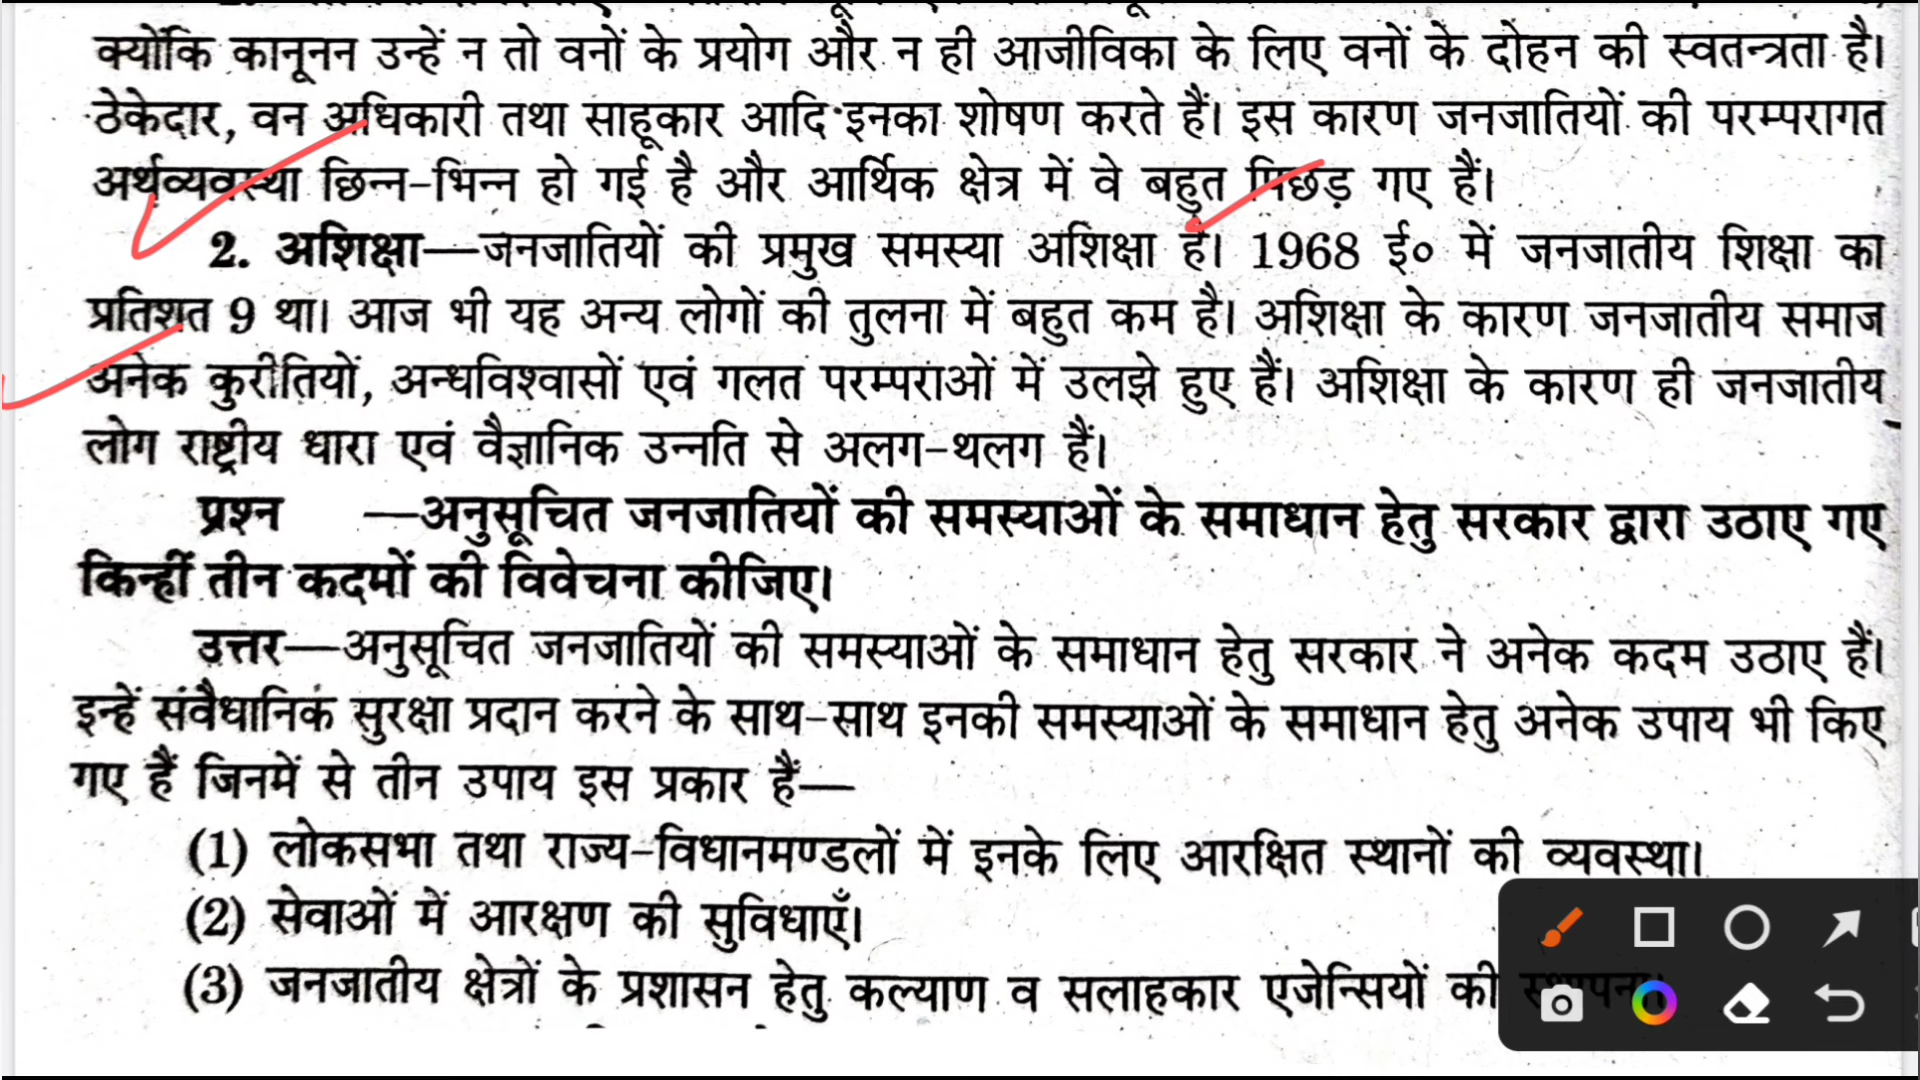 क्योंकि कानूनन उन्हें न तो वनों के प्रयोग और न ही आजीविका के लिए वनों के दोहन की स्वतन्त्रता है।
ठेकेदार, वन अधिकारी तथा साहूकार आदि इनका शोषण करते हैं। इस कारण जनजातियों की परम्परागत
अर्थव्यवस्था छिन्न-भिन्न हो गई है और आर्थिक क्षेत्र में वे बहुत पिछड़ गए हैं।
2. अशिक्षा—जनजातियों की प्रमुख समस्या अशिक्षा है। 1968 ई० में जनजातीय शिक्षा का
प्रतिशत 9 था। आज भी यह अन्य लोगों की तुलना में बहुत कम है। अशिक्षा के कारण जनजातीय समाज
अनेक कुरीतियों, अन्धविश्वासों एवं गलत परम्पराओं में उलझे हुए हैं। अशिक्षा के कारण ही जनजातीय
लोग राष्ट्रीय धारा एवं वैज्ञानिक उन्नति से अलग-थलग हैं।
प्रश्न —अनुसूचित जनजातियों की समस्याओं के समाधान हेतु सरकार द्वारा उठाए गए
किन्हीं तीन कदमों की विवेचना कीजिए।
उत्तर—अनुसूचित जनजातियों की समस्याओं के समाधान हेतु सरकार ने अनेक कदम उठाए हैं।
इन्हें संवैधानिक सुरक्षा प्रदान करने के साथ-साथ इनकी समस्याओं के समाधान हेतु अनेक उपाय भी किए
गए हैं जिनमें से तीन उपाय इस प्रकार हैं—
(1) लोकसभा तथा राज्य-विधानमण्डलों में इनके लिए आरक्षित स्थानों की व्यवस्था।
(2) सेवाओं में आरक्षण की सुविधाएँ।
(3) जनजातीय क्षेत्रों के प्रशासन हेतु कल्याण व सलाहकार एजेन्सियों की स्थापना।